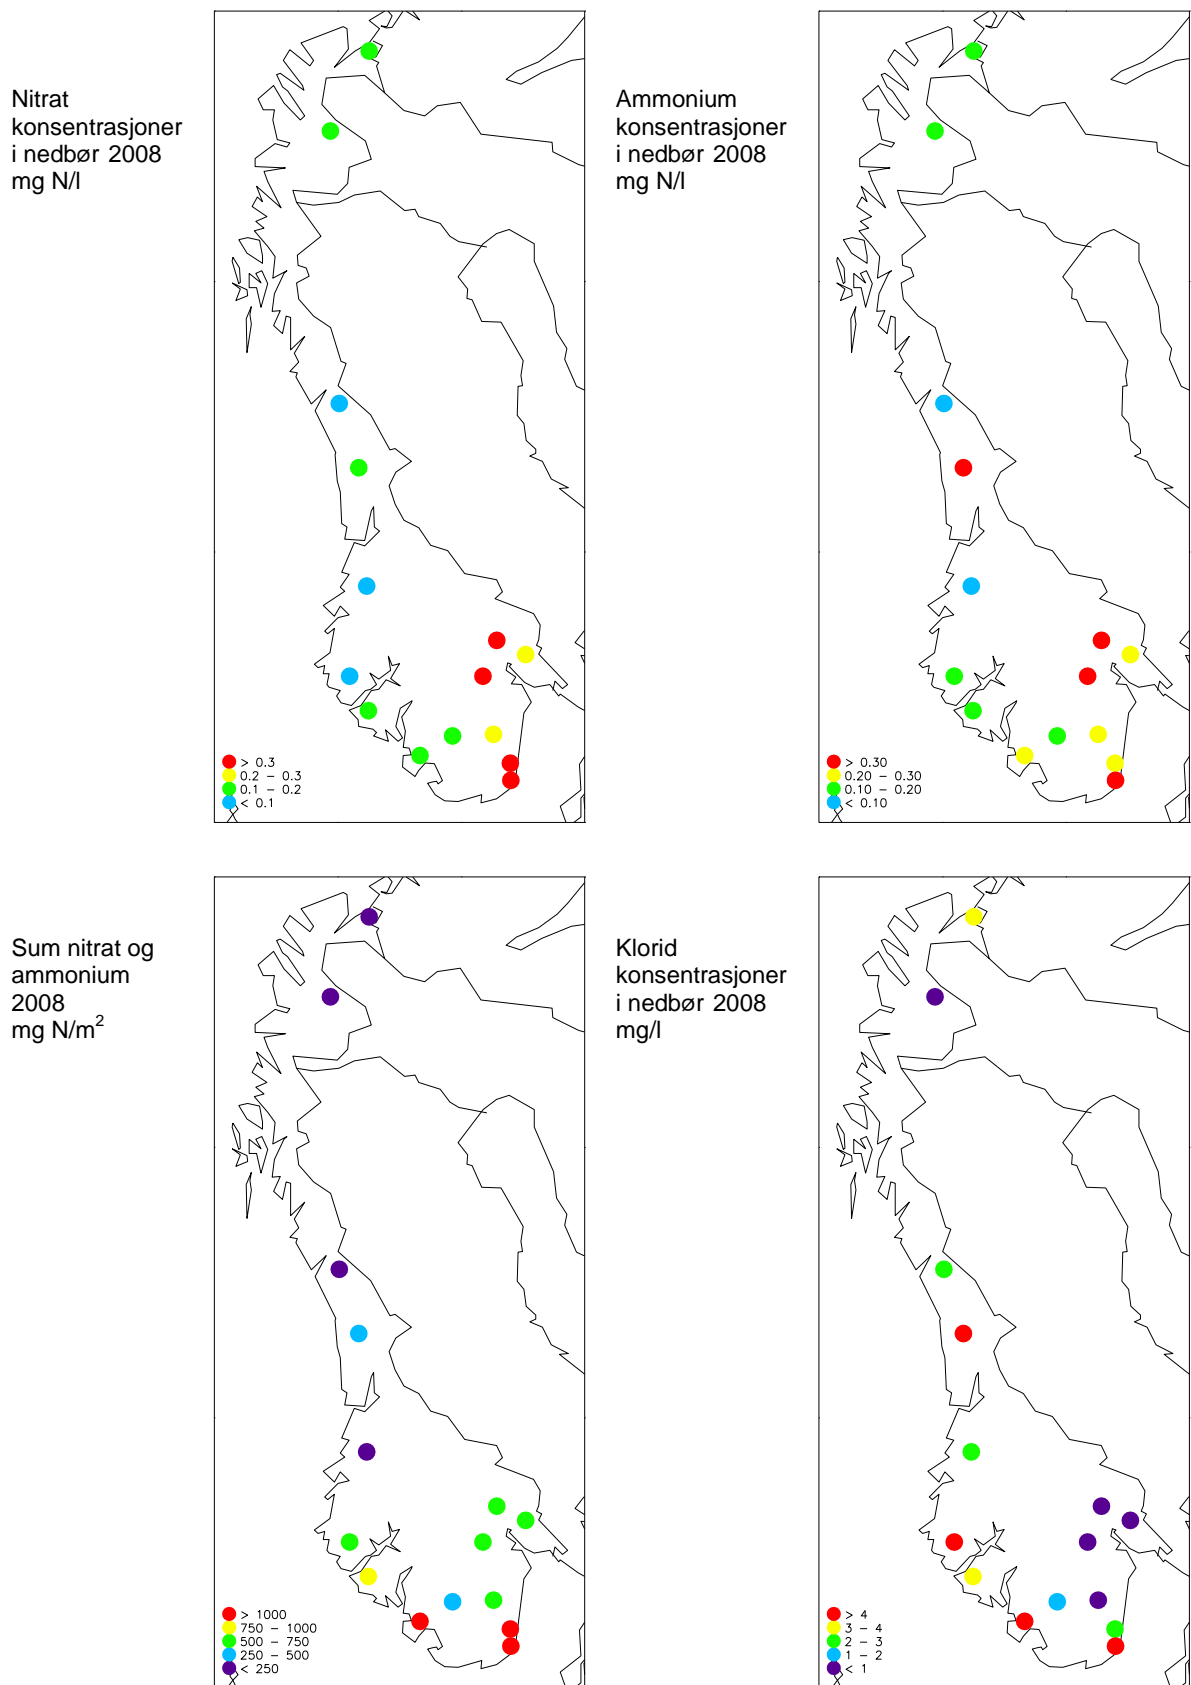 Nitrat
konsentrasjoner
i nedbør 2008
mg N/l
> 0.3
0.2 – 0.3
0.1 – 0.2
< 0.1
Ammonium
konsentrasjoner
i nedbør 2008
mg N/l
> 0.30
0.20 – 0.30
0.10 – 0.20
< 0.10
Sum nitrat og
ammonium
2008
mg N/m²
> 1000
750 – 1000
500 – 750
250 – 500
< 250
Klorid
konsentrasjoner
i nedbør 2008
mg/l
> 4
3 – 4
2 – 3
1 – 2
< 1